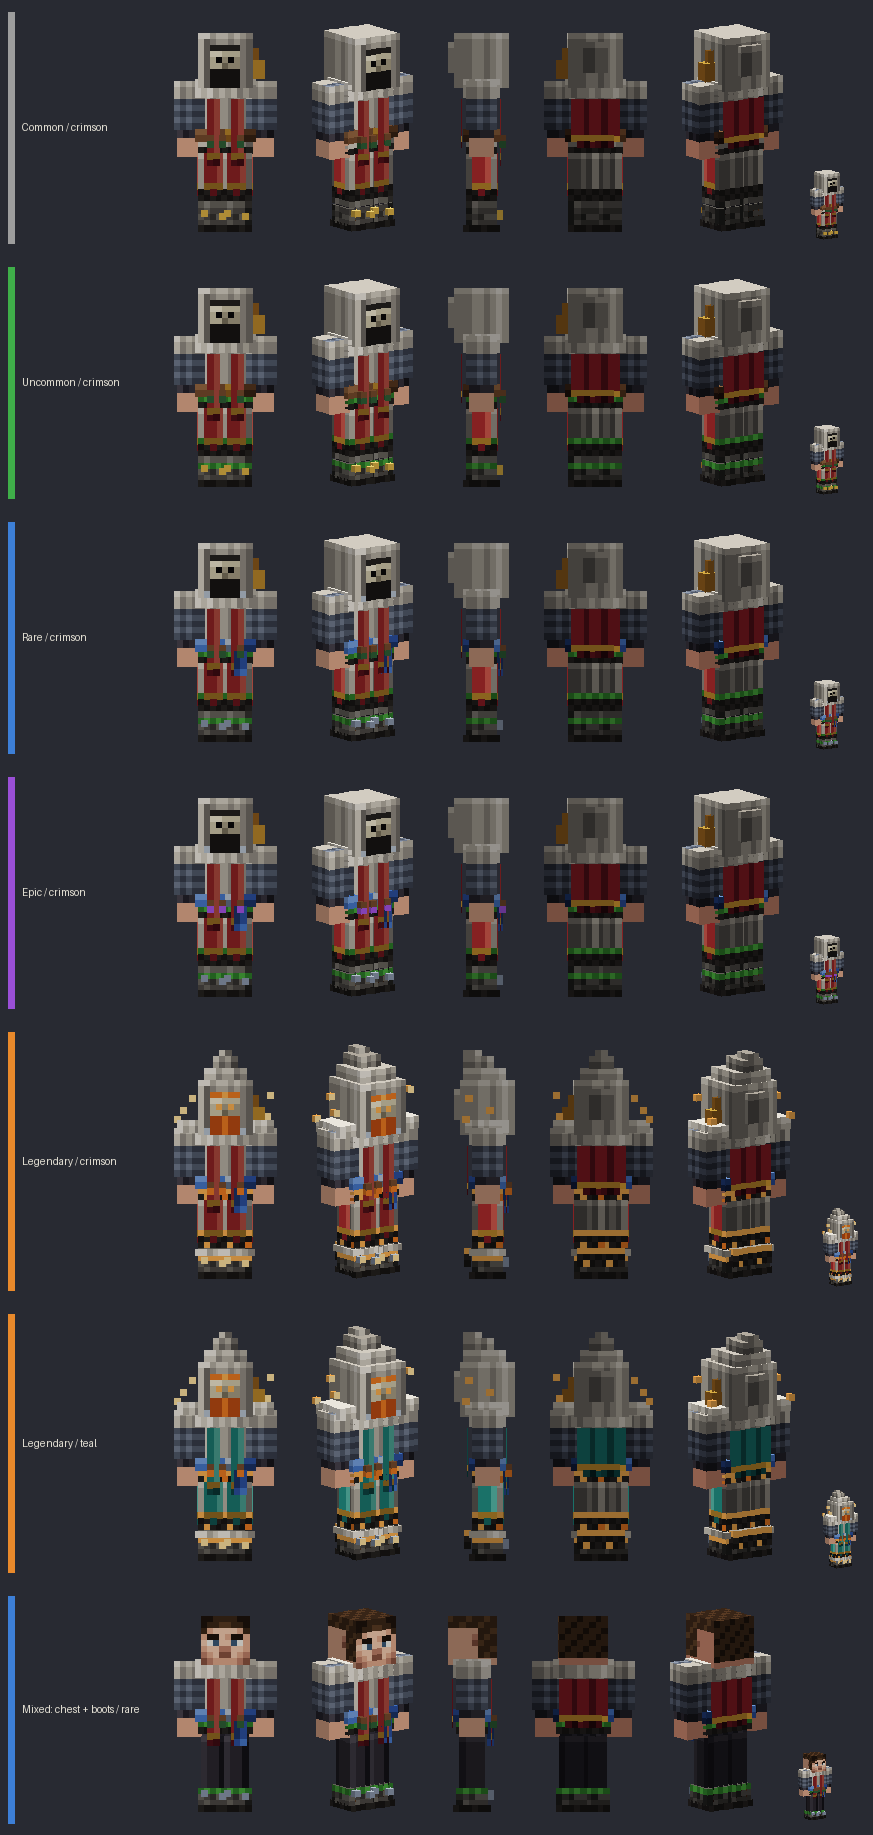 Common / crimson
Uncommon / crimson
Rare / crimson
Epic / crimson
Legendary / crimson
Legendary / teal
Mixed: chest + boots / rare